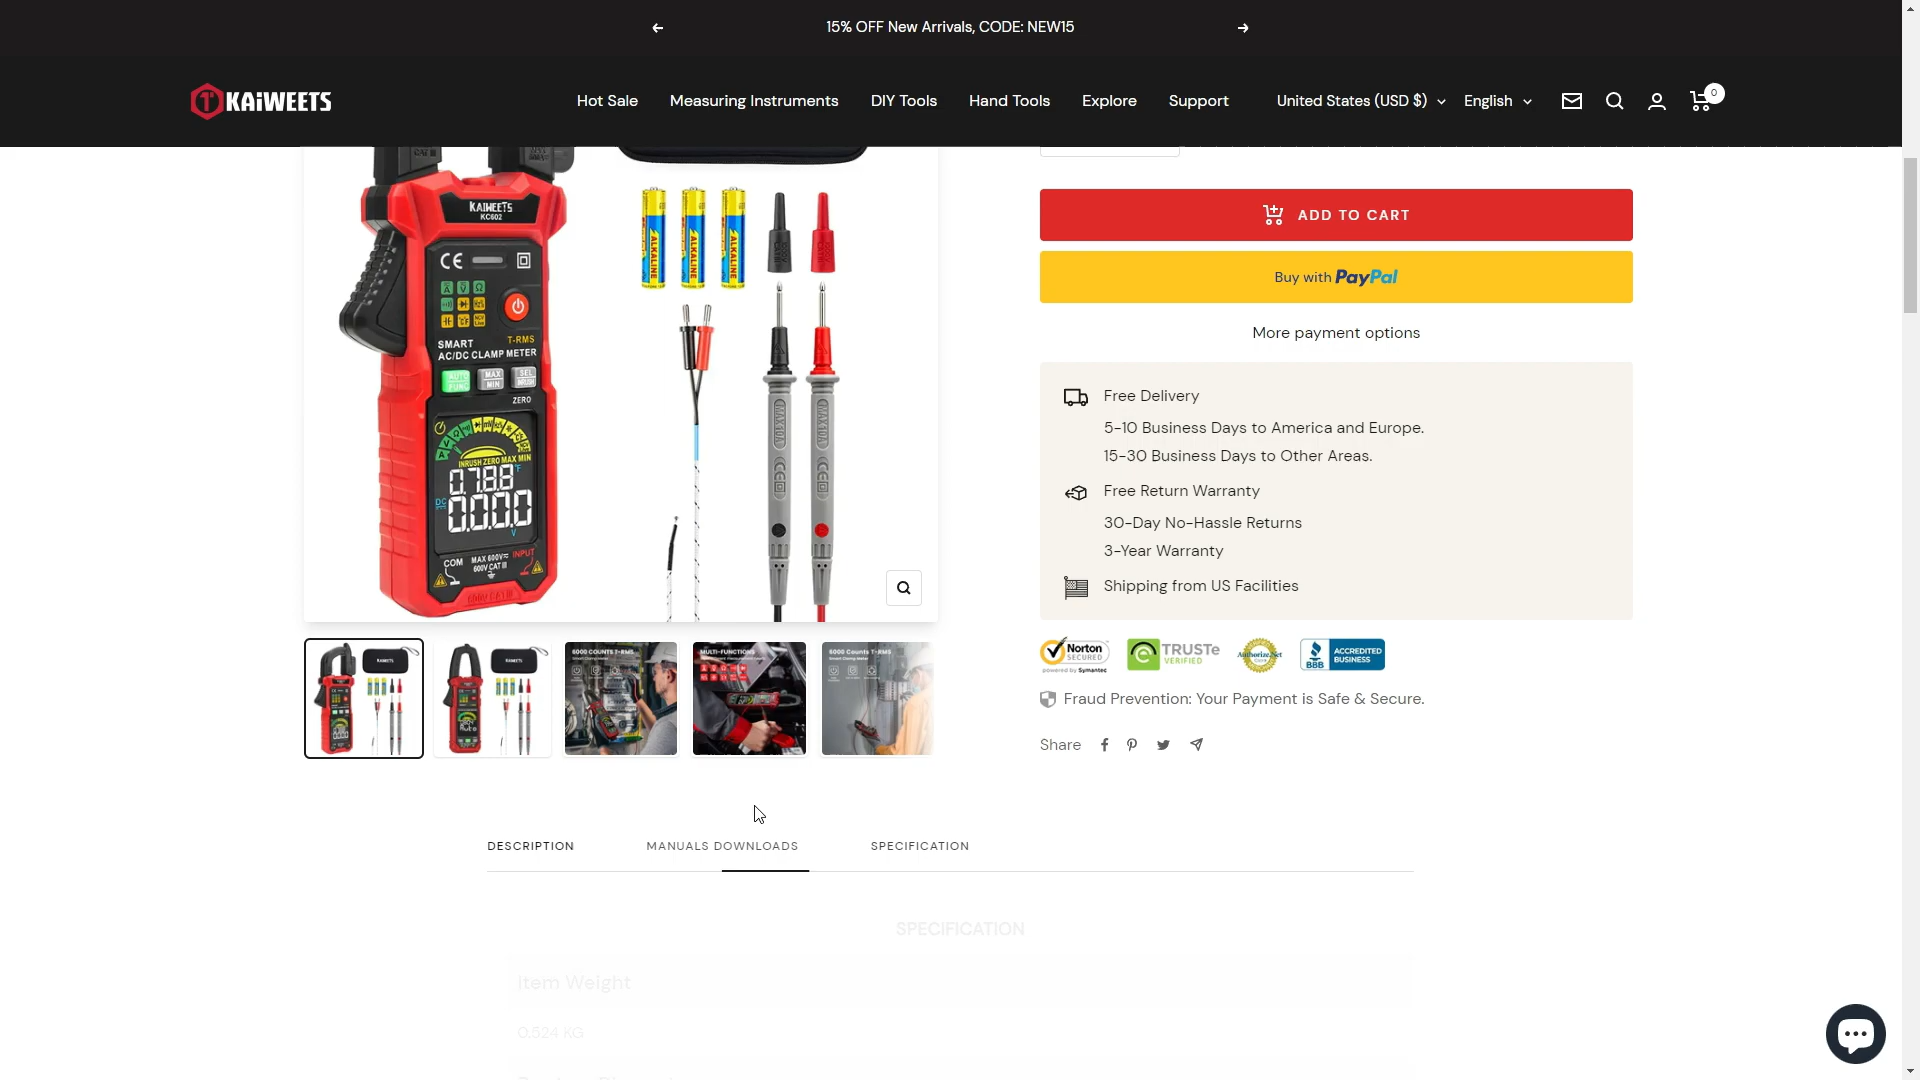 15% OFF New Arrivals, CODE: NEW15
KAiWEETS
Hot Sale
Measuring Instruments
DIY Tools
Hand Tools
Explore
Support
United States (USD $)
English
0
KAIWEETS
KC602
CE
SMART T-RMS
AC/DC CLAMP METER
AUTO
FUNC
MAX
MIN
SEL
INRUSH
ZERO
INRUSH ZERO MAX MIN
DC
V
COM MAX 600V INPUT
600V CAT III
ALKALINE
ALKALINE
ALKALINE
ADD TO CART
Buy with PayPal
More payment options
Free Delivery
5-10 Business Days to America and Europe.
15-30 Business Days to Other Areas.
Free Return Warranty
30-Day No-Hassle Returns
3-Year Warranty
Shipping from US Facilities
Norton
SECURED
powered by Symantec
TRUSTe
VERIFIED
Authorize.Net
BBB
ACCREDITED
BUSINESS
Fraud Prevention: Your Payment is Safe & Secure.
Share
6000 Counts T-RMS
MULTI-FUNCTIONS
6000 Counts T-RMS
DESCRIPTION
MANUALS DOWNLOADS
SPECIFICATION
SPECIFICATION
Item Weight
0.524 KG